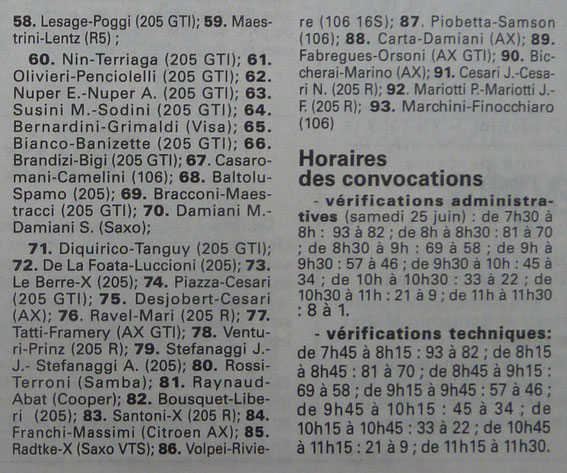 58. Lesage-Poggi (205 GTI); 59. Maes-
trini-Lentz (R5) ;
60. Nin-Terriaga (205 GTI); 61.
Olivieri-Penciolelli (205 GTI); 62.
Nuper E.-Nuper A. (205 GTI); 63.
Susini M.-Sodini (205 GTI); 64.
Bernardini-Grimaldi (Visa); 65.
Bianco-Banizette (205 GTI); 66.
Brandizi-Bigi (205 GTI); 67. Casaro-
mani-Camelini (106); 68. Baltolu-
Spamo (205); 69. Bracconi-Maes-
tracci (205 GTI); 70. Damiani M.-
Damiani S. (Saxo);
71. Diquirico-Tanguy (205 GTI);
72. De La Foata-Luccioni (205); 73.
Le Berre-X (205); 74. Piazza-Cesari
(205 GTI); 75. Desjobert-Cesari
(AX); 76. Ravel-Mari (205 R); 77.
Tatti-Framery (AX GTI); 78. Ventu-
ri-Prinz (205 R); 79. Stefanaggi J.-
J.- Stefanaggi A. (205); 80. Rossi-
Terroni (Samba); 81. Raynaud-
Abat (Cooper); 82. Bousquet-Libe-
ri (205); 83. Santoni-X (205 R); 84.
Franchi-Massimi (Citroen AX); 85.
Radtke-X (Saxo VTS); 86. Volpei-Rivie-
re (106 16S); 87. Piobetta-Samson
(106); 88. Carta-Damiani (AX); 89.
Fabregues-Orsoni (AX GTI); 90. Bic-
cherai-Marino (AX); 91. Cesari J.-Cesa-
ri N. (205 R); 92. Mariotti P.-Mariotti J.-
F. (205 R); 93. Marchini-Finocchiaro
(106)
Horaires
des convocations
- vérifications administra-
tives (samedi 25 juin) : de 7h30 à
8h : 93 à 82 ; de 8h à 8h30 : 81 à 70
; de 8h30 à 9h : 69 à 58 ; de 9h à
9h30 : 57 à 46 ; de 9h30 à 10h : 45 à
34 ; de 10h à 10h30 : 33 à 22 ; de
10h30 à 11h : 21 à 9 ; de 11h à 11h30
: 8 à 1.
- vérifications techniques:
de 7h45 à 8h15 : 93 à 82 ; de 8h15
à 8h45 : 81 à 70 ; de 8h45 à 9h15 :
69 à 58 ; de 9h15 à 9h45 : 57 à 46 ;
de 9h45 à 10h15 : 45 à 34 ; de
10h15 à 10h45 : 33 à 22 ; de 10h45
à 11h15 : 21 à 9 ; de 11h15 à 11h30.